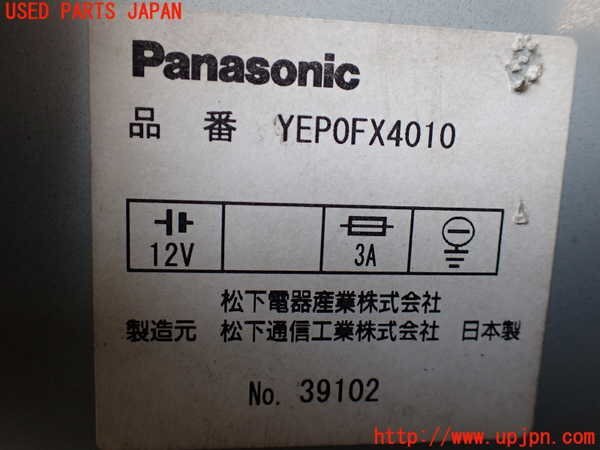 USED PARTS JAPAN
Panasonic
品 番 YEP0FX4010
12V 3A
松下電器産業株式会社
製造元 松下通信工業株式会社 日本製
No. 39102
http://www.upjpn.com